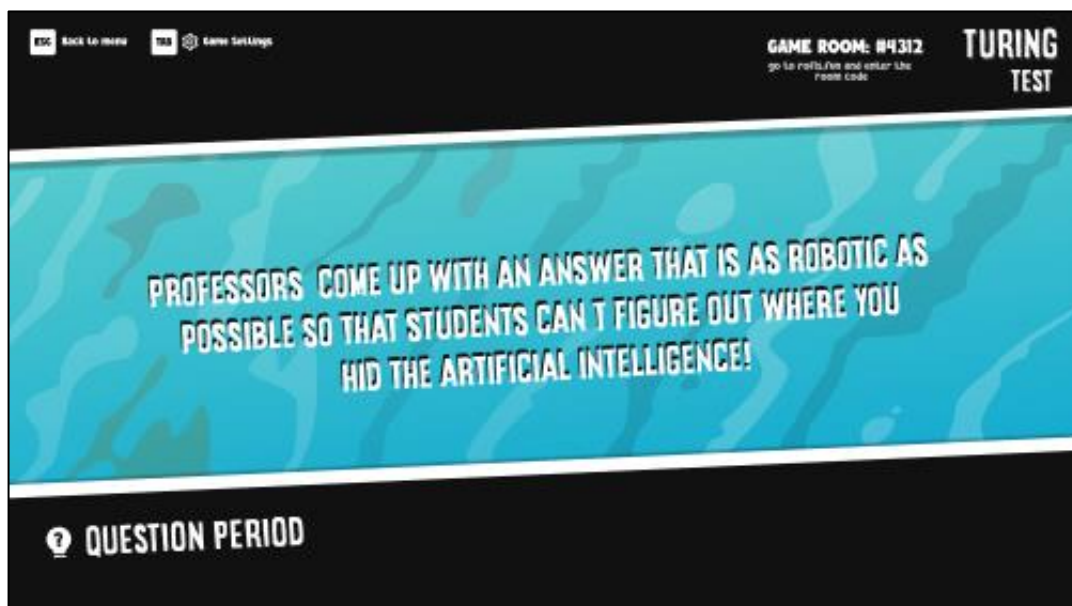 ESC Back to menu
TAB Game Settings
GAME ROOM: #4312
go to rolls.fun and enter the
room code
TURING
TEST
PROFESSORS COME UP WITH AN ANSWER THAT IS AS ROBOTIC AS
POSSIBLE SO THAT STUDENTS CAN T FIGURE OUT WHERE YOU
HID THE ARTIFICIAL INTELLIGENCE!
? QUESTION PERIOD